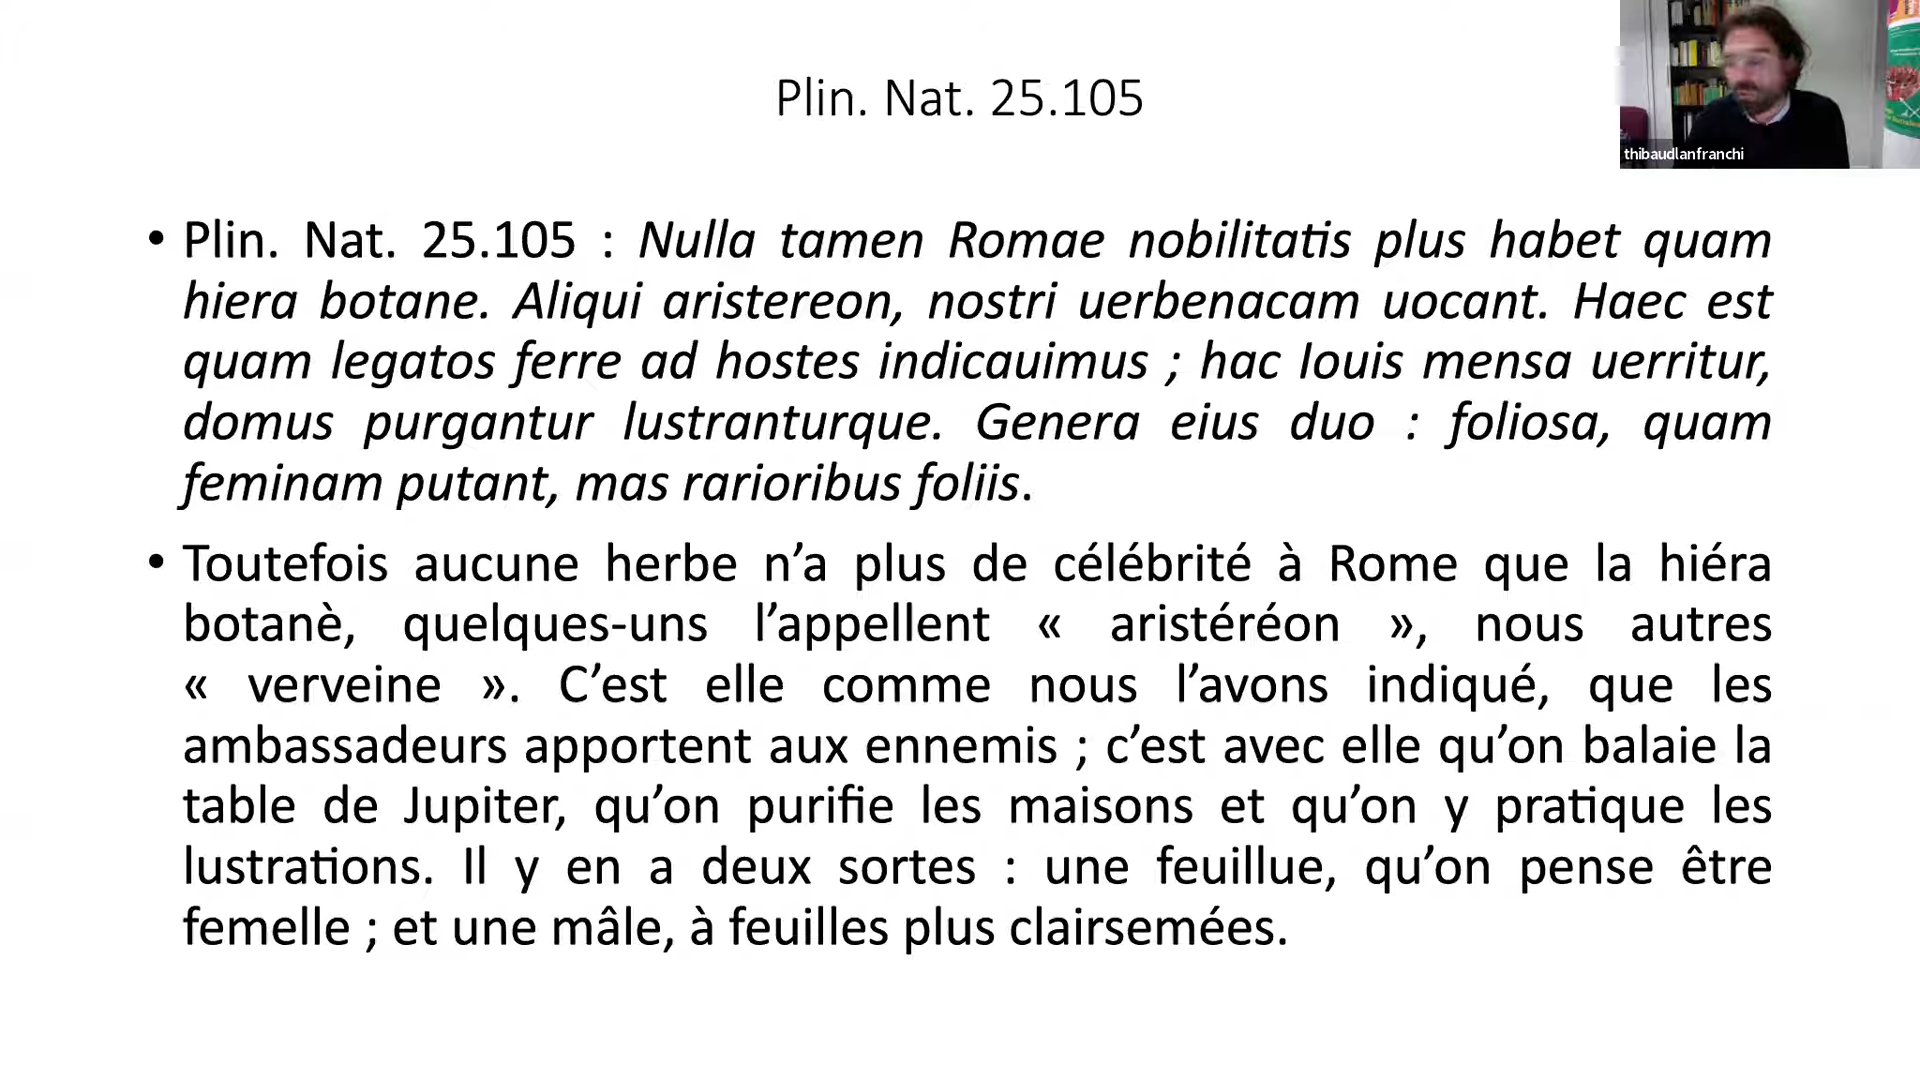 Plin. Nat. 25.105
thibaudlanfranchi
• Plin. Nat. 25.105 : Nulla tamen Romae nobilitatis plus habet quam
hiera botane. Aliqui aristereon, nostri uerbenacam uocant. Haec est
quam legatos ferre ad hostes indicauimus ; hac Iouis mensa uerritur,
domus purgantur lustranturque. Genera eius duo : foliosa, quam
feminam putant, mas rarioribus foliis.
• Toutefois aucune herbe n’a plus de célébrité à Rome que la hiéra
botanè, quelques-uns l’appellent « aristéréon », nous autres
« verveine ». C’est elle comme nous l’avons indiqué, que les
ambassadeurs apportent aux ennemis ; c’est avec elle qu’on balaie la
table de Jupiter, qu’on purifie les maisons et qu’on y pratique les
lustrations. Il y en a deux sortes : une feuillue, qu’on pense être
femelle ; et une mâle, à feuilles plus clairsemées.